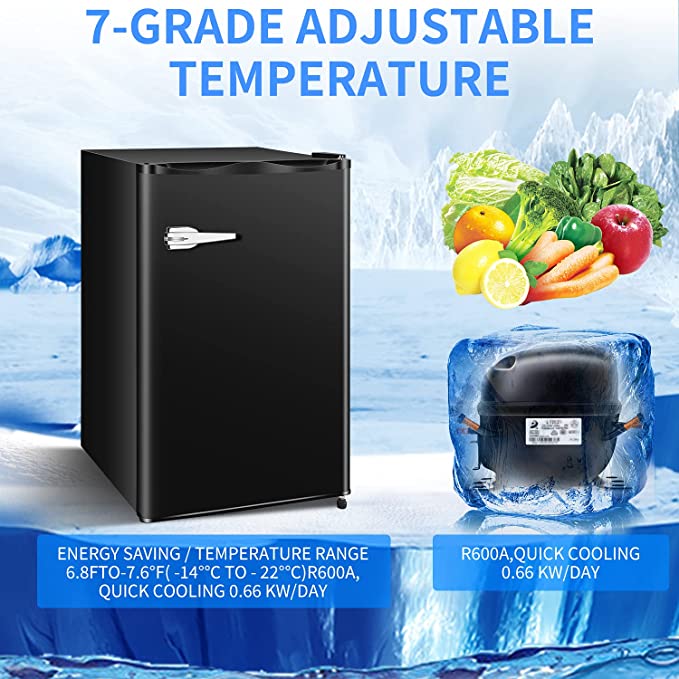 7-GRADE ADJUSTABLE
TEMPERATURE
ENERGY SAVING / TEMPERATURE RANGE
6.8FTO-7.6°F( -14°°C TO - 22°°C)R600A,
QUICK COOLING 0.66 KW/DAY
R600A,QUICK COOLING
0.66 KW/DAY